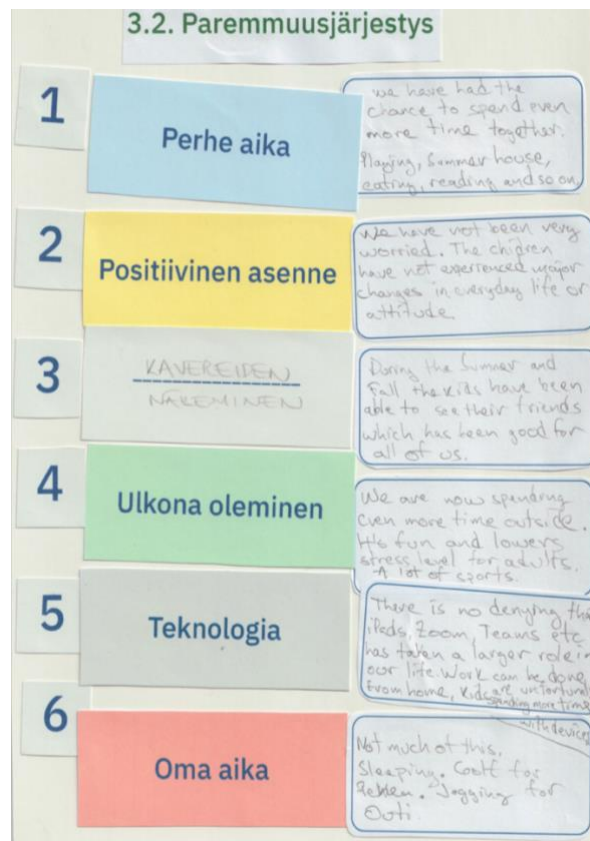 3.2. Paremmuusjärjestys
1
Perhe aika
we have had the
chance to spend even
more time together.
Playing, Summer house,
eating, reading and so on
2
Positiivinen asenne
We have not been very
worried. The chidren
have not experienced major
changes in everyday life or
attitude.
3
KAVEREIDEN
NÄKEMINEN
During the Summer and
Fall the kids have been
able to see their friends
which has been good for
all of us.
4
Ulkona oleminen
We are now spending
even more time outside.
It's fun and lowers
stress level for adults.
- A lot of sports.
5
Teknologia
There is no denying tha
iPads, Zoom, Teams etc
has taken a larger role in
our life. Work can be done
from home, kids are unfortunat
spending more time
with devices
6
Oma aika
Not much of this.
Sleeping. Golf for
Jogging for
Outi